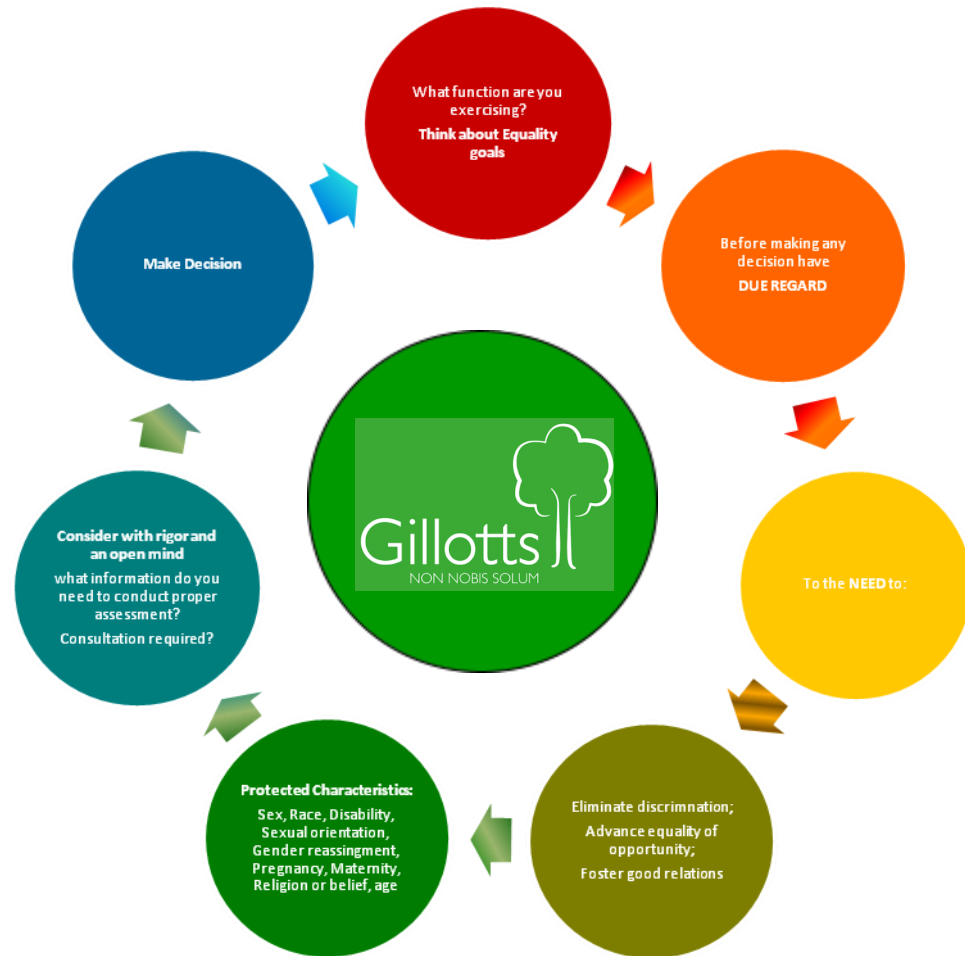 What function are you
exercising?
Think about Equality
goals
Before making any
decision have
DUE REGARD
To the NEED to:
Eliminate discrimnation;
Advance equality of
opportunity;
Foster good relations
Protected Characteristics:
Sex, Race, Disability,
Sexual orientation,
Gender reassingment,
Pregnancy, Maternity,
Religion or belief, age
Consider with rigor and
an open mind
what information do you
need to conduct proper
assessment?
Consultation required?
Make Decision
Gillotts
NON NOBIS SOLUM